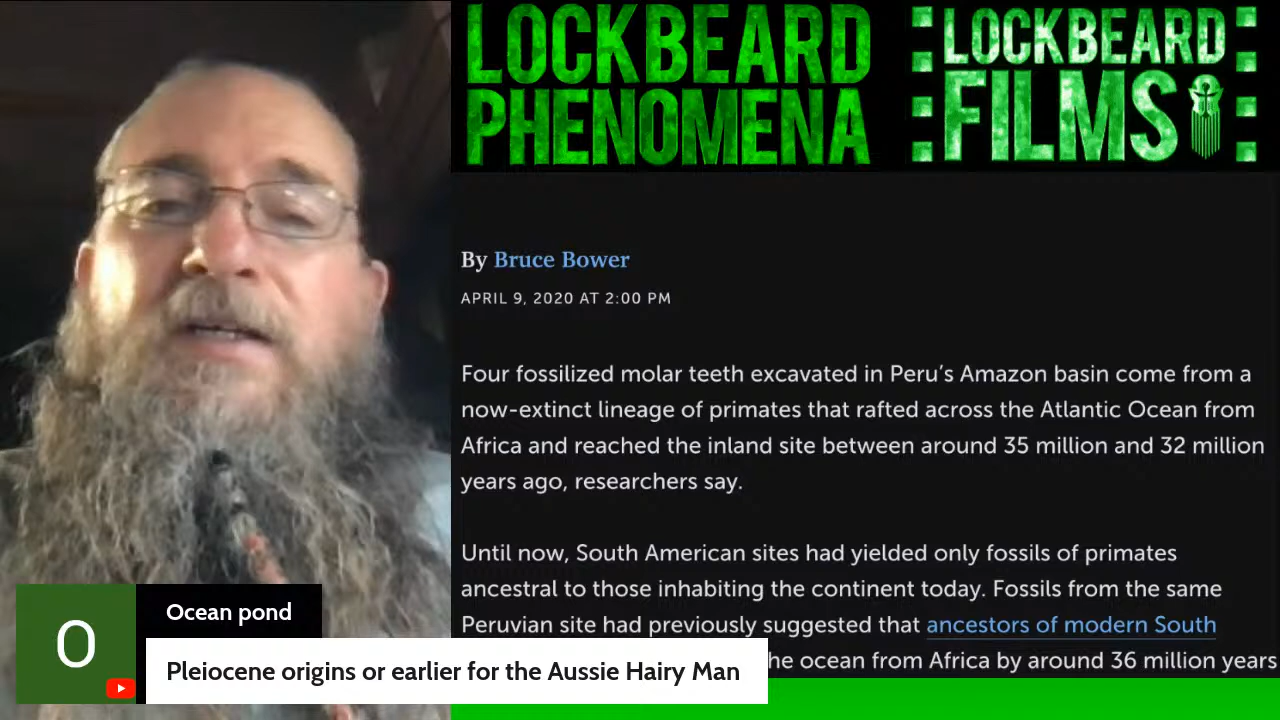 LOCKBEARD
PHENOMENA
LOCKBEARD
FILMS
By Bruce Bower
APRIL 9, 2020 AT 2:00 PM
Four fossilized molar teeth excavated in Peru's Amazon basin come from a
now-extinct lineage of primates that rafted across the Atlantic Ocean from
Africa and reached the inland site between around 35 million and 32 million
years ago, researchers say.
Until now, South American sites had yielded only fossils of primates
ancestral to those inhabiting the continent today. Fossils from the same
Peruvian site had previously suggested that ancestors of modern South
ocean from Africa by around 36 million years
O
Ocean pond
Pleiocene origins or earlier for the Aussie Hairy Man